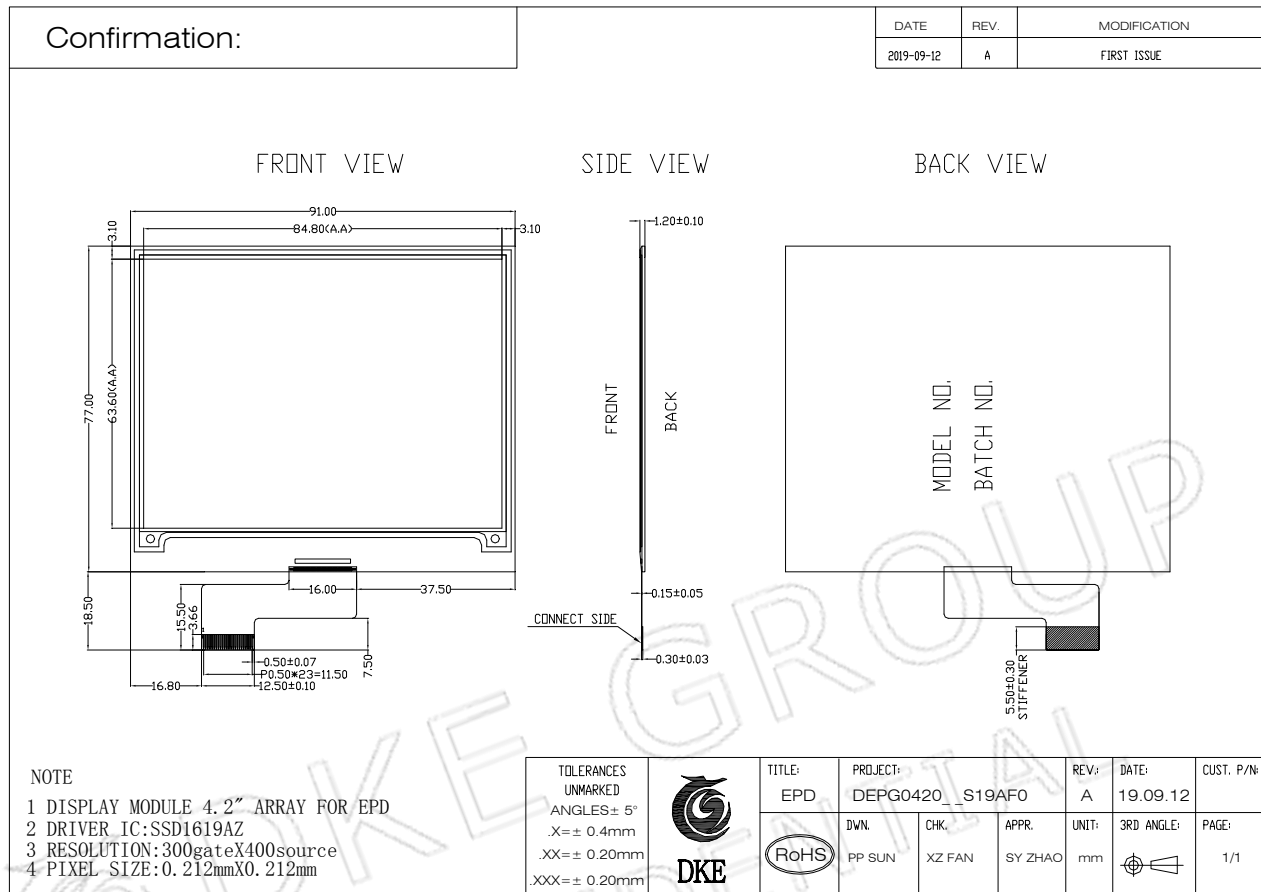 Confirmation:
DATE REV. MODIFICATION
2019-09-12 A FIRST ISSUE
FRONT VIEW SIDE VIEW BACK VIEW
91.00
84.80(A.A)
3.10
3.10
77.00
63.60(A.A)
1.20±0.10
FRONT
BACK
MODEL NO.
BATCH NO.
16.00
37.50
18.50
15.50
3.66
0.50±0.07
P0.50*23=11.50
12.50±0.10
16.80
7.50
0.15±0.05
CONNECT SIDE
0.30±0.03
5.50±0.30
STIFFENER
DKE GROUP
CONFIDENTIAL
NOTE
1 DISPLAY MODULE 4.2″ ARRAY FOR EPD
2 DRIVER IC:SSD1619AZ
3 RESOLUTION:300gateX400source
4 PIXEL SIZE:0.212mmX0.212mm
TOLERANCES
UNMARKED
ANGLES± 5°
.X=± 0.4mm
.XX=± 0.20mm
.XXX=± 0.20mm
DKE
TITLE: PROJECT: REV.: DATE: CUST. P/N:
EPD DEPG0420__S19AF0 A 19.09.12
RoHS
DWN. CHK. APPR. UNIT: 3RD ANGLE: PAGE:
PP SUN XZ FAN SY ZHAO mm 1/1